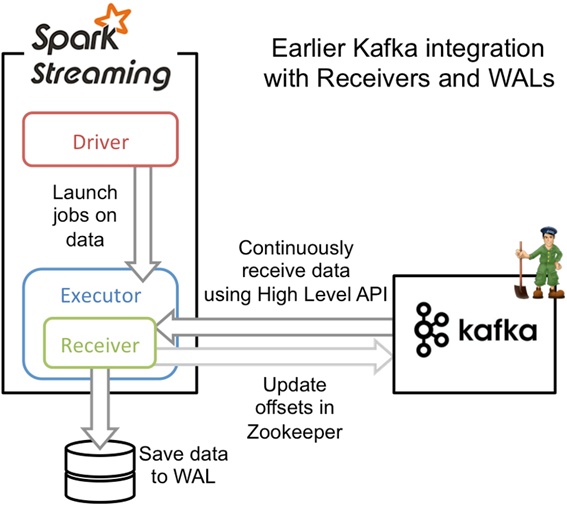 Spark
Streaming
Earlier Kafka integration
with Receivers and WALs
Driver
Launch
jobs on
data
Continuously
receive data
using High Level API
Executor
Receiver
kafka
Update
offsets in
Zookeeper
Save data
to WAL